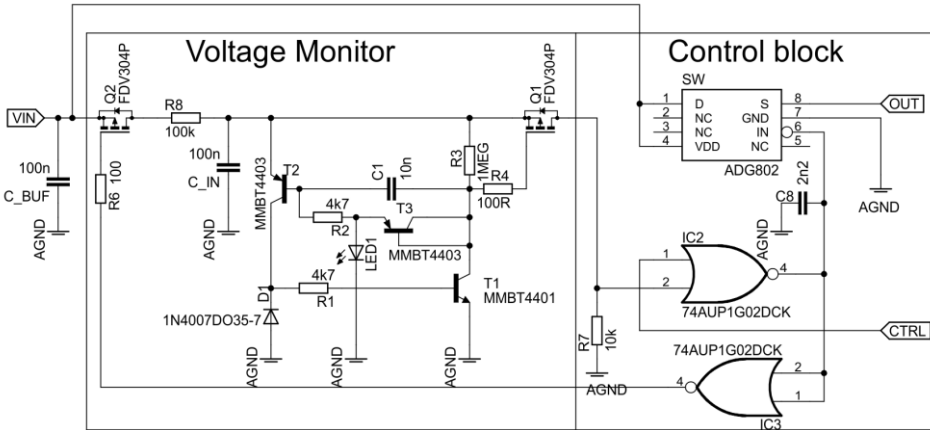 Voltage Monitor
Control block
VIN
Q2
FDV304P
R8
100k
100n
C_BUF
AGND
R6
100
100n
C_IN
AGND
MMBT4403
T2
C1
10n
R3
1MEG
R4
100R
Q1
FDV304P
4k7
R2
T3
MMBT4403
LED1
4k7
R1
T1
MMBT4401
D1
1N4007DO35-7
AGND
AGND
AGND
SW
1 D S 8
2 NC GND 7
3 NC IN 6
4 VDD NC 5
ADG802
OUT
AGND
2n2
C8
AGND
IC2
1
2
4
74AUP1G02DCK
CTRL
R7
10k
AGND
74AUP1G02DCK
4
2
1
IC3